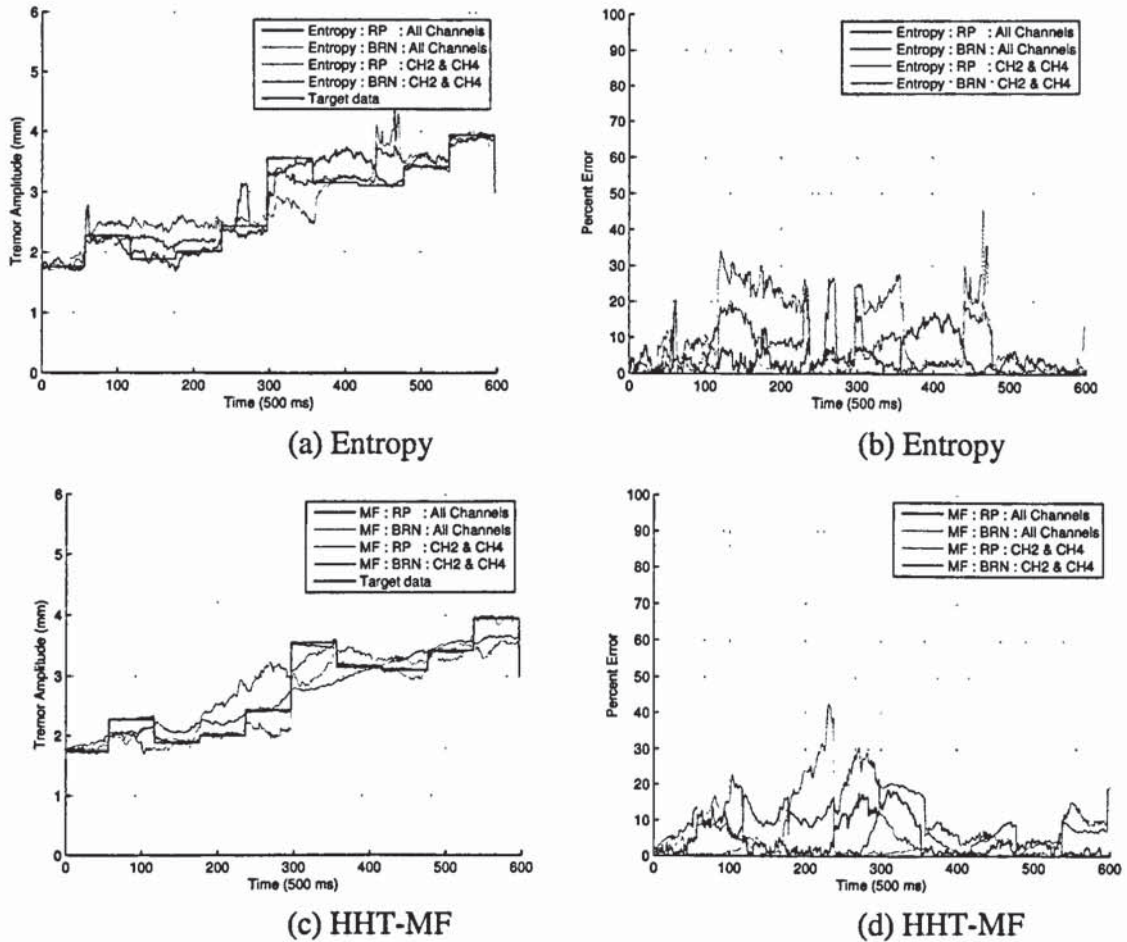 6
5
4
3
2
1
0
Tremor Amplitude (mm)
Entropy : RP : All Channels
Entropy : BRN : All Channels
Entropy : RP : CH2 & CH4
Entropy : BRN : CH2 & CH4
Target data
0 100 200 300 400 500 600
Time (500 ms)
(a) Entropy
100
90
80
70
60
50
40
30
20
10
0
Percent Error
Entropy : RP : All Channels
Entropy : BRN : All Channels
Entropy : RP : CH2 & CH4
Entropy · BRN · CH2 & CH4
0 100 200 300 400 500 600
Time (500 ms)
(b) Entropy
6
5
4
3
2
1
0
Tremor Amplitude (mm)
MF : RP : All Channels
MF : BRN : All Channels
MF : RP : CH2 & CH4
MF : BRN : CH2 & CH4
Target data
0 100 200 300 400 500 600
Time (500 ms)
(c) HHT-MF
100
90
80
70
60
50
40
30
20
10
0
Percent Error
MF : RP : All Channels
MF : BRN : All Channels
MF : RP : CH2 & CH4
MF : BRN : CH2 & CH4
0 100 200 300 400 500 600
Time (500 ms)
(d) HHT-MF